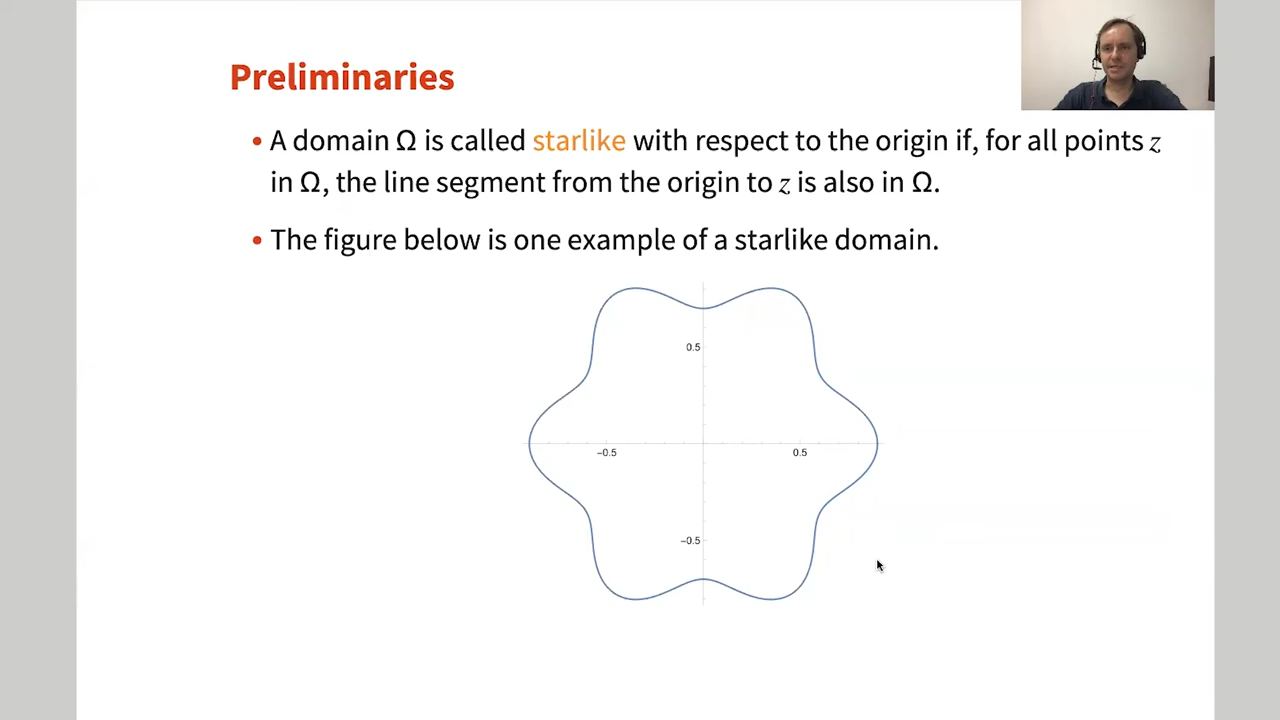 Preliminaries
• A domain Ω is called starlike with respect to the origin if, for all points z
in Ω, the line segment from the origin to z is also in Ω.
• The figure below is one example of a starlike domain.
0.5
−0.5 0.5
−0.5